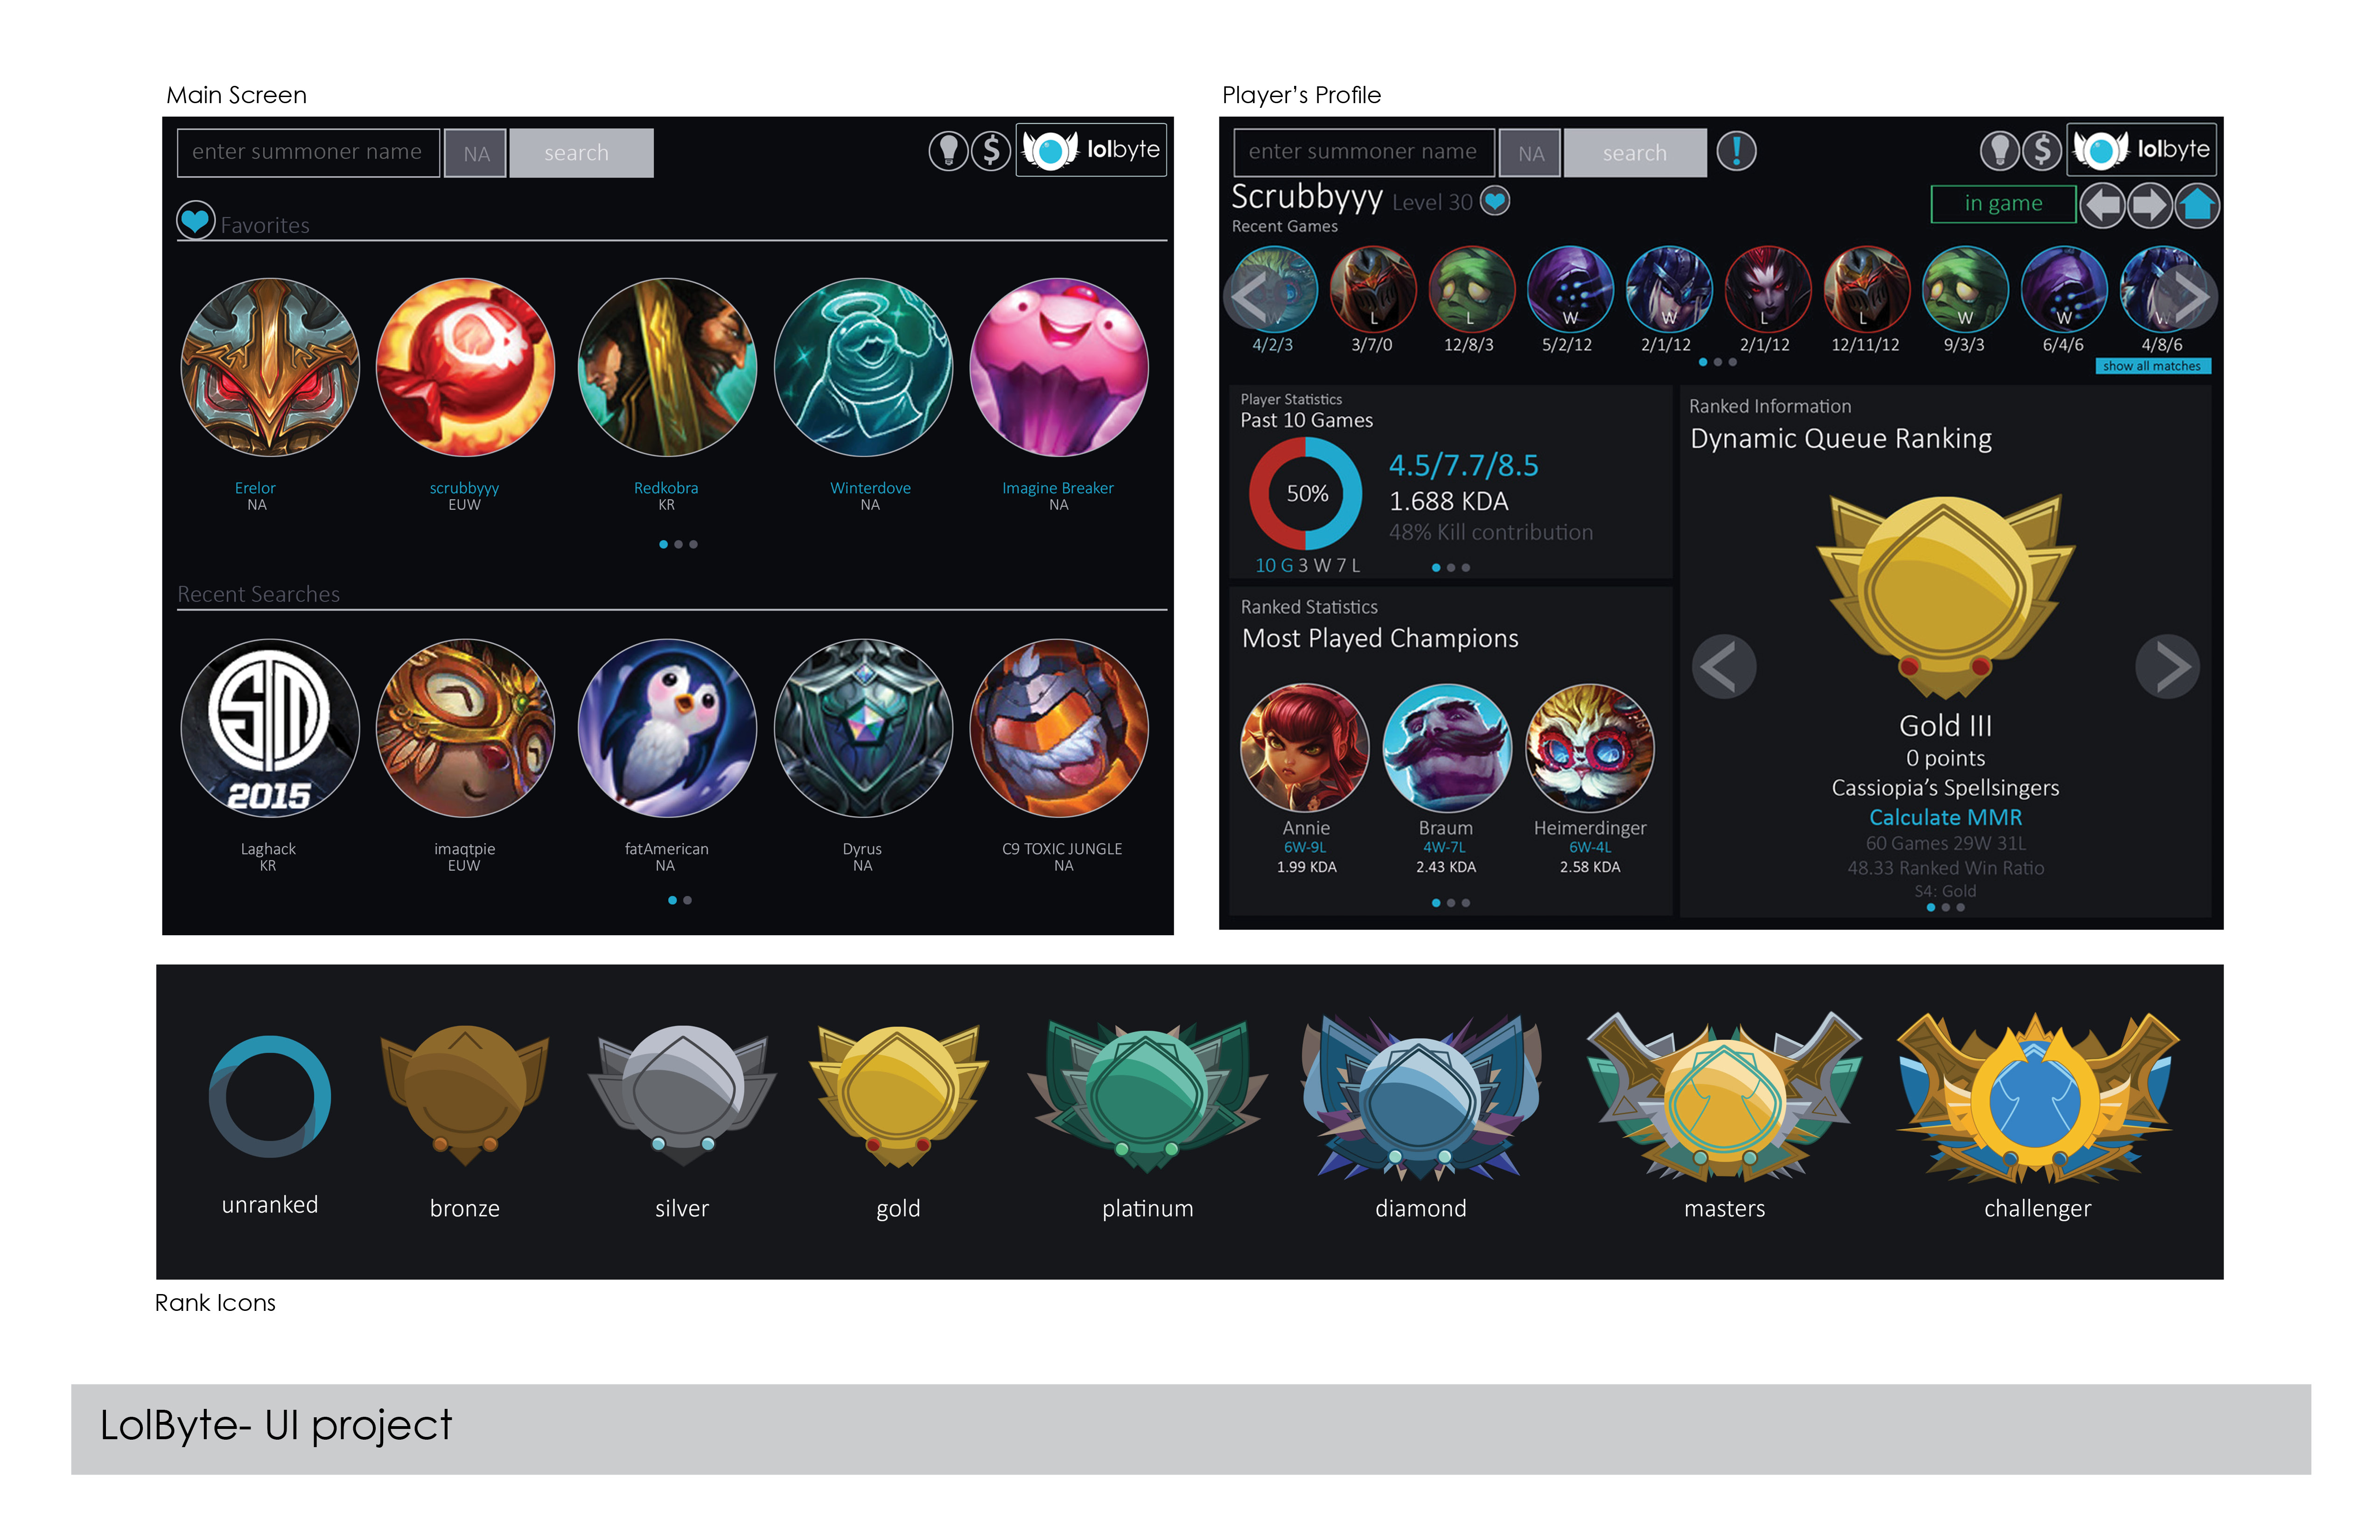 Main Screen
enter summoner name NA search $ lolbyte
Favorites
Erelor scrubbyyy Redkobra Winterdove Imagine Breaker
NA EUW KR NA NA
Recent Searches
SM
2015
Laghack imaqtpie fatAmerican Dyrus C9 TOXIC JUNGLE
KR EUW NA NA NA
Player's Profile
enter summoner name NA search ! $ lolbyte
Scrubbyyy Level 30 in game
Recent Games
W L L W W L L W W W
4/2/3 3/7/0 12/8/3 5/2/12 2/1/12 2/1/12 12/11/12 9/3/3 6/4/6 4/8/6
show all matches
Player Statistics
Past 10 Games
50%
4.5/7.7/8.5
1.688 KDA
48% Kill contribution
10 G 3 W 7 L
Ranked Statistics
Most Played Champions
Annie Braum Heimerdinger
6W-9L 4W-7L 6W-4L
1.99 KDA 2.43 KDA 2.58 KDA
Ranked Information
Dynamic Queue Ranking
Gold III
0 points
Cassiopia's Spellsingers
Calculate MMR
60 Games 29W 31L
48.33 Ranked Win Ratio
S4: Gold
unranked bronze silver gold platinum diamond masters challenger
Rank Icons
LolByte- UI project